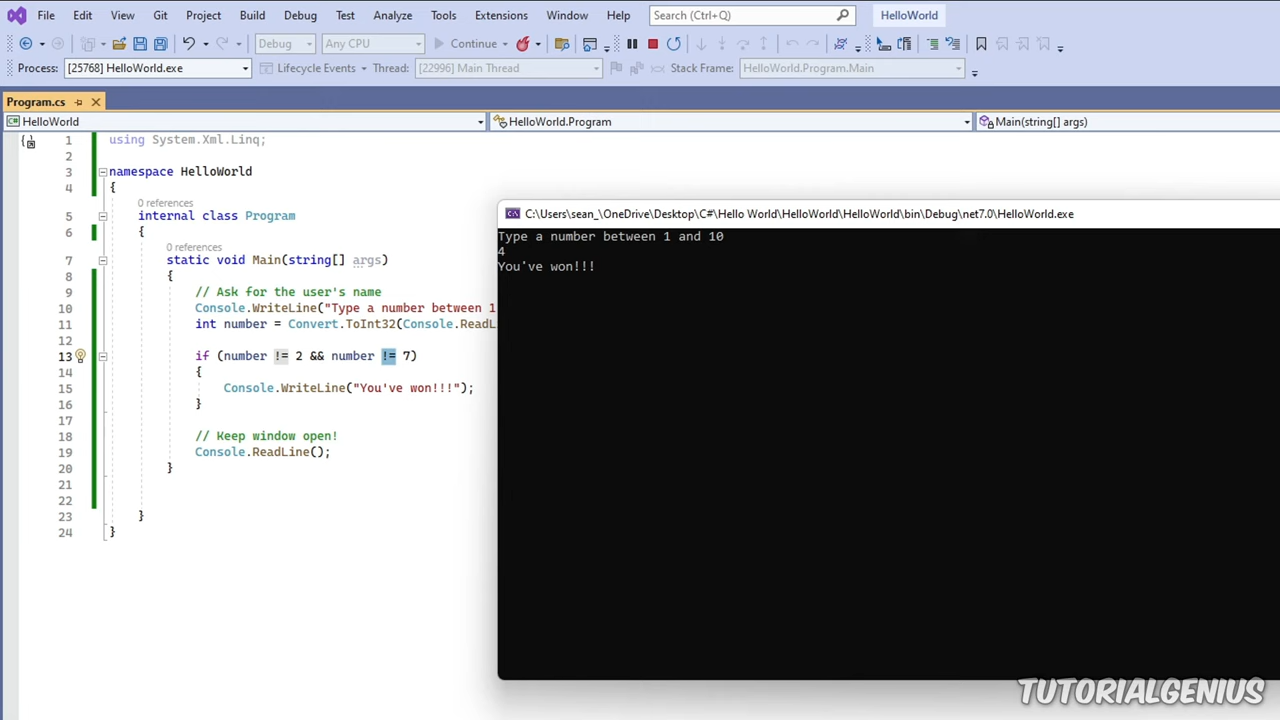 File Edit View Git Project Build Debug Test Analyze Tools Extensions Window Help Search (Ctrl+Q) HelloWorld
Debug Any CPU Continue
Process: [25768] HelloWorld.exe Lifecycle Events Thread: [22996] Main Thread Stack Frame: HelloWorld.Program.Main
Program.cs
HelloWorld HelloWorld.Program Main(string[] args)
1 using System.Xml.Linq;
2
3 namespace HelloWorld
4 {
0 references
5 internal class Program
6 {
0 references
7 static void Main(string[] args)
8 {
9 // Ask for the user's name
10 Console.WriteLine("Type a number between 1
11 int number = Convert.ToInt32(Console.ReadL
12
13 if (number != 2 && number != 7)
14 {
15 Console.WriteLine("You've won!!!");
16 }
17
18 // Keep window open!
19 Console.ReadLine();
20 }
21
22
23 }
24 }
C:\Users\sean_\OneDrive\Desktop\C#\Hello World\HelloWorld\HelloWorld\bin\Debug\net7.0\HelloWorld.exe
Type a number between 1 and 10
4
You've won!!!
TUTORIALGENIUS